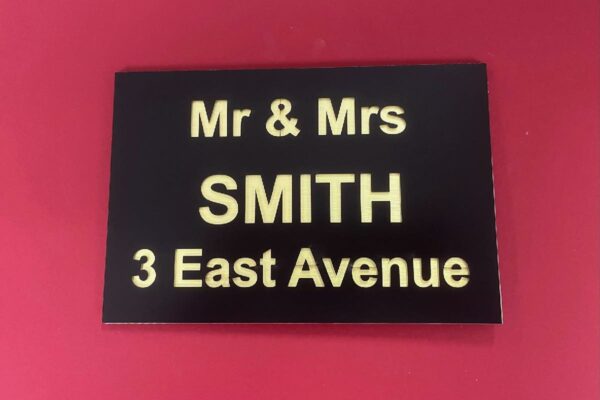 Mr & Mrs
SMITH
3 East Avenue